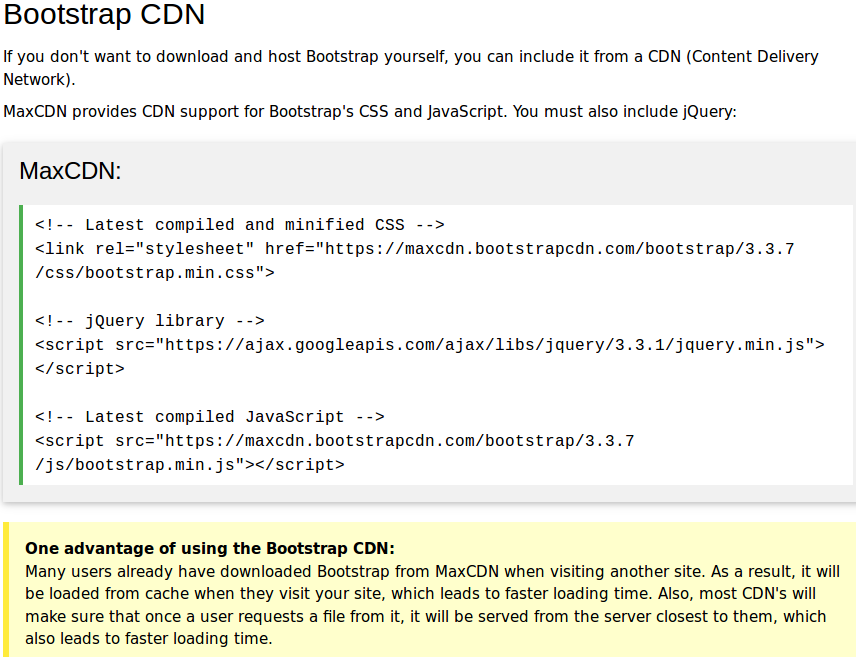 Bootstrap CDN
If you don't want to download and host Bootstrap yourself, you can include it from a CDN (Content Delivery
Network).
MaxCDN provides CDN support for Bootstrap's CSS and JavaScript. You must also include jQuery:
MaxCDN:
<!-- Latest compiled and minified CSS -->
<link rel="stylesheet" href="https://maxcdn.bootstrapcdn.com/bootstrap/3.3.7
/css/bootstrap.min.css">
<!-- jQuery library -->
<script src="https://ajax.googleapis.com/ajax/libs/jquery/3.3.1/jquery.min.js">
</script>
<!-- Latest compiled JavaScript -->
<script src="https://maxcdn.bootstrapcdn.com/bootstrap/3.3.7
/js/bootstrap.min.js"></script>
One advantage of using the Bootstrap CDN:
Many users already have downloaded Bootstrap from MaxCDN when visiting another site. As a result, it will
be loaded from cache when they visit your site, which leads to faster loading time. Also, most CDN's will
make sure that once a user requests a file from it, it will be served from the server closest to them, which
also leads to faster loading time.